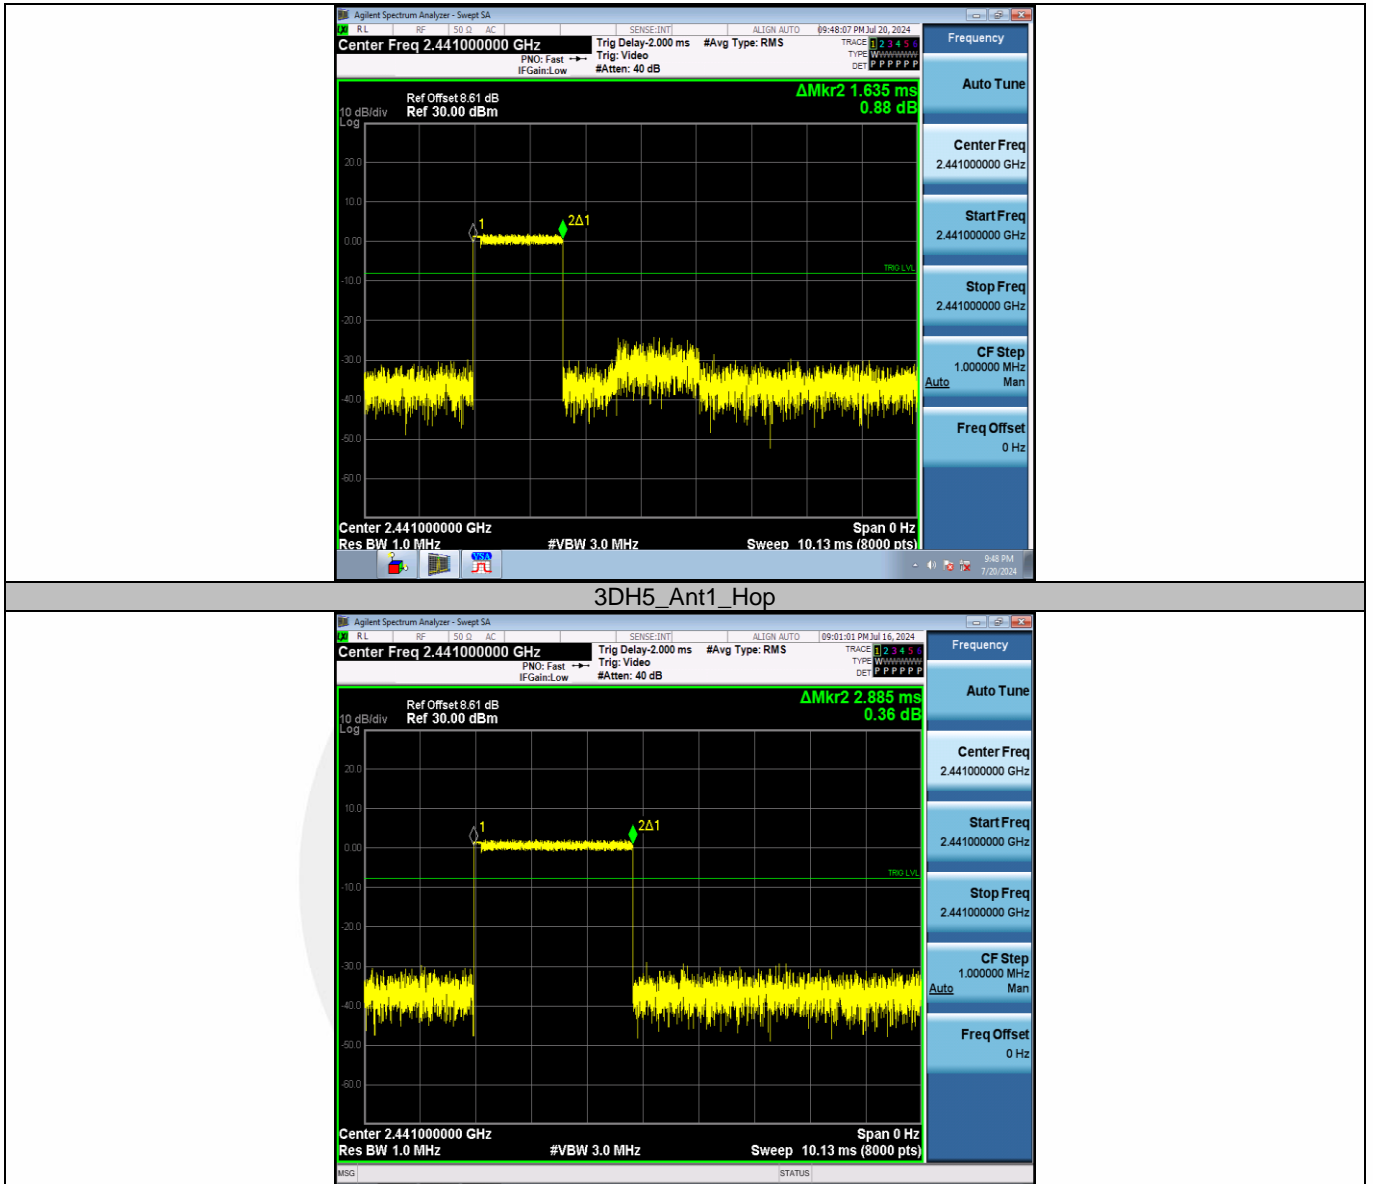 Agilent Spectrum Analyzer - Swept SA
LXI RL RF 50 Ω AC SENSE:INT ALIGN AUTO 09:48:07 PM Jul 20, 2024
Center Freq 2.441000000 GHz
PNO: Fast
IFGain:Low
Trig Delay-2.000 ms
Trig: Video
#Atten: 40 dB
#Avg Type: RMS
TRACE 1 2 3 4 5 6
TYPE WWWWWW
DET P P P P P P
Frequency
Auto Tune
Center Freq
2.441000000 GHz
Start Freq
2.441000000 GHz
Stop Freq
2.441000000 GHz
CF Step
1.000000 MHz
Auto Man
Freq Offset
0 Hz
ΔMkr2 1.635 ms
0.88 dB
Ref Offset 8.61 dB
10 dB/div Ref 30.00 dBm
Log
20.0
10.0
0.00
-10.0
-20.0
-30.0
-40.0
-50.0
-60.0
1
2Δ1
TRIG LVL
Center 2.441000000 GHz Span 0 Hz
Res BW 1.0 MHz #VBW 3.0 MHz Sweep 10.13 ms (8000 pts)
VSA
9:48 PM
7/20/2024
3DH5_Ant1_Hop
Agilent Spectrum Analyzer - Swept SA
LXI RL RF 50 Ω AC SENSE:INT ALIGN AUTO 09:01:01 PM Jul 16, 2024
Center Freq 2.441000000 GHz
PNO: Fast
IFGain:Low
Trig Delay-2.000 ms
Trig: Video
#Atten: 40 dB
#Avg Type: RMS
TRACE 1 2 3 4 5 6
TYPE WWWWWW
DET P P P P P P
Frequency
Auto Tune
Center Freq
2.441000000 GHz
Start Freq
2.441000000 GHz
Stop Freq
2.441000000 GHz
CF Step
1.000000 MHz
Auto Man
Freq Offset
0 Hz
ΔMkr2 2.885 ms
0.36 dB
Ref Offset 8.61 dB
10 dB/div Ref 30.00 dBm
Log
20.0
10.0
0.00
-10.0
-20.0
-30.0
-40.0
-50.0
-60.0
1
2Δ1
TRIG LVL
Center 2.441000000 GHz Span 0 Hz
Res BW 1.0 MHz #VBW 3.0 MHz Sweep 10.13 ms (8000 pts)
MSG STATUS